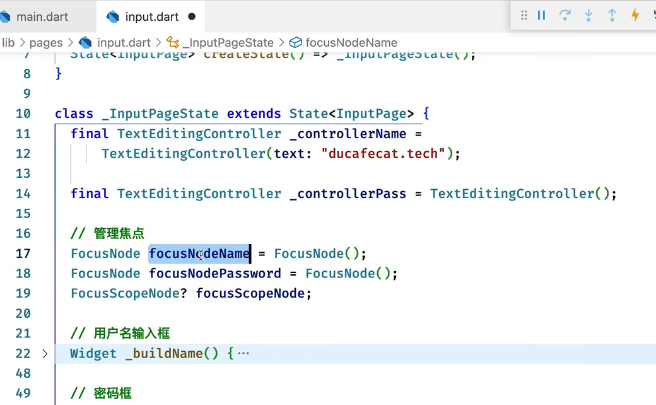 main.dart
input.dart
lib > pages > input.dart > _InputPageState > focusNodeName
7 State<InputPage> createState() => _InputPageState();
8 }
9
10 class _InputPageState extends State<InputPage> {
11 final TextEditingController _controllerName =
12 TextEditingController(text: "ducafecat.tech");
13
14 final TextEditingController _controllerPass = TextEditingController();
15
16 // 管理焦点
17 FocusNode focusNodeName = FocusNode();
18 FocusNode focusNodePassword = FocusNode();
19 FocusScopeNode? focusScopeNode;
20
21 // 用户名输入框
22 > Widget _buildName() {···
48
49 // 密码框